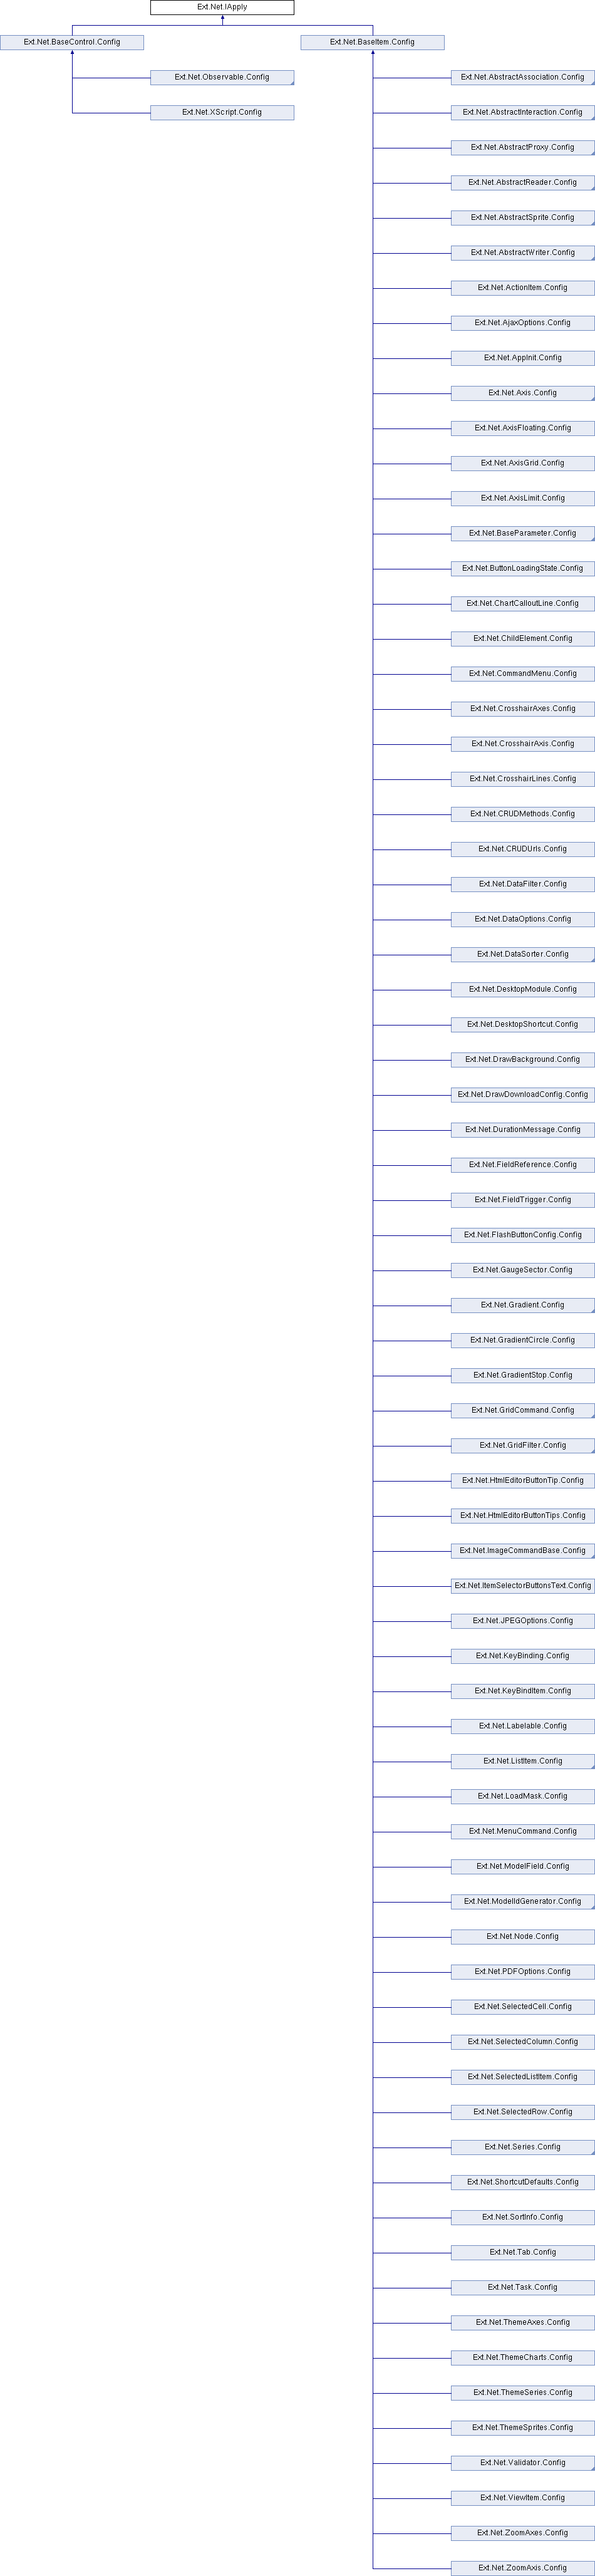 Ext.Net.IApply
Ext.Net.BaseControl.Config
Ext.Net.BaseItem.Config
Ext.Net.Observable.Config
Ext.Net.AbstractAssociation.Config
Ext.Net.XScript.Config
Ext.Net.AbstractInteraction.Config
Ext.Net.AbstractProxy.Config
Ext.Net.AbstractReader.Config
Ext.Net.AbstractSprite.Config
Ext.Net.AbstractWriter.Config
Ext.Net.ActionItem.Config
Ext.Net.AjaxOptions.Config
Ext.Net.AppInit.Config
Ext.Net.Axis.Config
Ext.Net.AxisFloating.Config
Ext.Net.AxisGrid.Config
Ext.Net.AxisLimit.Config
Ext.Net.BaseParameter.Config
Ext.Net.ButtonLoadingState.Config
Ext.Net.ChartCalloutLine.Config
Ext.Net.ChildElement.Config
Ext.Net.CommandMenu.Config
Ext.Net.CrosshairAxes.Config
Ext.Net.CrosshairAxis.Config
Ext.Net.CrosshairLines.Config
Ext.Net.CRUDMethods.Config
Ext.Net.CRUDUrls.Config
Ext.Net.DataFilter.Config
Ext.Net.DataOptions.Config
Ext.Net.DataSorter.Config
Ext.Net.DesktopModule.Config
Ext.Net.DesktopShortcut.Config
Ext.Net.DrawBackground.Config
Ext.Net.DrawDownloadConfig.Config
Ext.Net.DurationMessage.Config
Ext.Net.FieldReference.Config
Ext.Net.FieldTrigger.Config
Ext.Net.FlashButtonConfig.Config
Ext.Net.GaugeSector.Config
Ext.Net.Gradient.Config
Ext.Net.GradientCircle.Config
Ext.Net.GradientStop.Config
Ext.Net.GridCommand.Config
Ext.Net.GridFilter.Config
Ext.Net.HtmlEditorButtonTip.Config
Ext.Net.HtmlEditorButtonTips.Config
Ext.Net.ImageCommandBase.Config
Ext.Net.ItemSelectorButtonsText.Config
Ext.Net.JPEGOptions.Config
Ext.Net.KeyBinding.Config
Ext.Net.KeyBindItem.Config
Ext.Net.Labelable.Config
Ext.Net.ListItem.Config
Ext.Net.LoadMask.Config
Ext.Net.MenuCommand.Config
Ext.Net.ModelField.Config
Ext.Net.ModelIdGenerator.Config
Ext.Net.Node.Config
Ext.Net.PDFOptions.Config
Ext.Net.SelectedCell.Config
Ext.Net.SelectedColumn.Config
Ext.Net.SelectedListItem.Config
Ext.Net.SelectedRow.Config
Ext.Net.Series.Config
Ext.Net.ShortcutDefaults.Config
Ext.Net.SortInfo.Config
Ext.Net.Tab.Config
Ext.Net.Task.Config
Ext.Net.ThemeAxes.Config
Ext.Net.ThemeCharts.Config
Ext.Net.ThemeSeries.Config
Ext.Net.ThemeSprites.Config
Ext.Net.Validator.Config
Ext.Net.ViewItem.Config
Ext.Net.ZoomAxes.Config
Ext.Net.ZoomAxis.Config